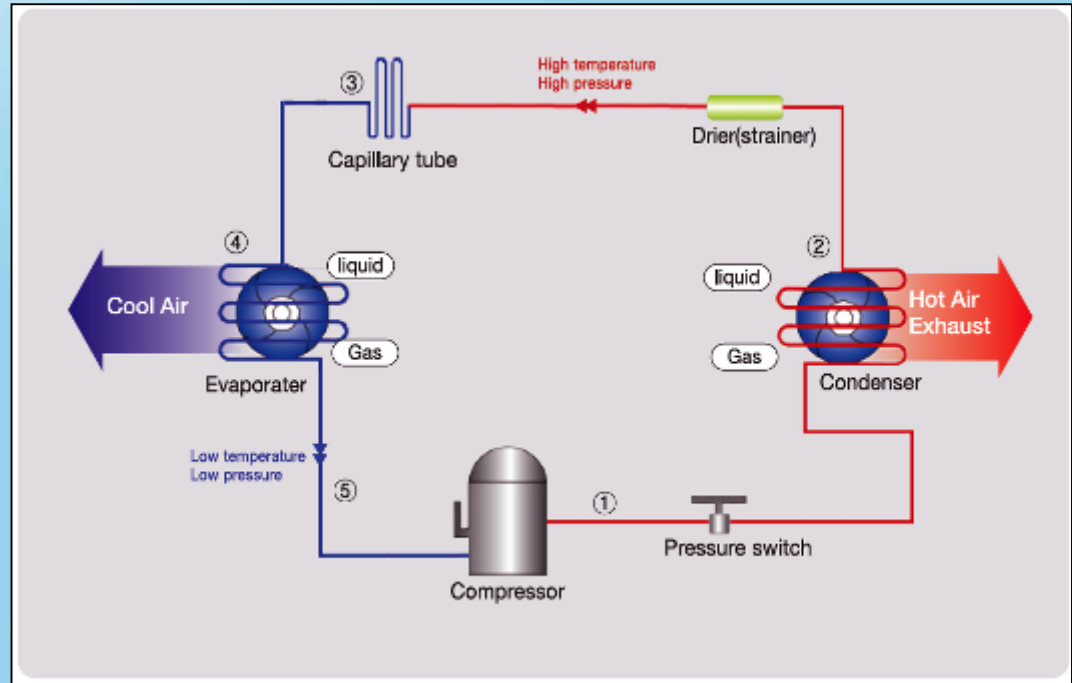 High temperature
High pressure
③
Capillary tube
Drier(strainer)
④
②
liquid
liquid
Cool Air
Hot Air
Exhaust
Gas
Gas
Evaporater
Condenser
Low temperature
Low pressure
⑤
①
Pressure switch
Compressor